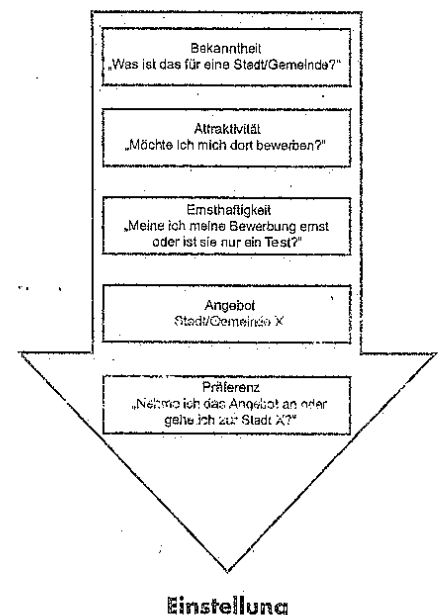 Bekanntheit
„Was ist das für eine Stadt/Gemeinde?“
Attraktivität
„Möchte ich mich dort bewerben?“
Ernsthaftigkeit
„Meine ich meine Bewerbung ernst
oder ist sie nur ein Test?“
Angebot
Stadt/Gemeinde X
Präferenz
„Nehme ich das Angebot an oder
gehe ich zur Stadt X?“
Einstellung